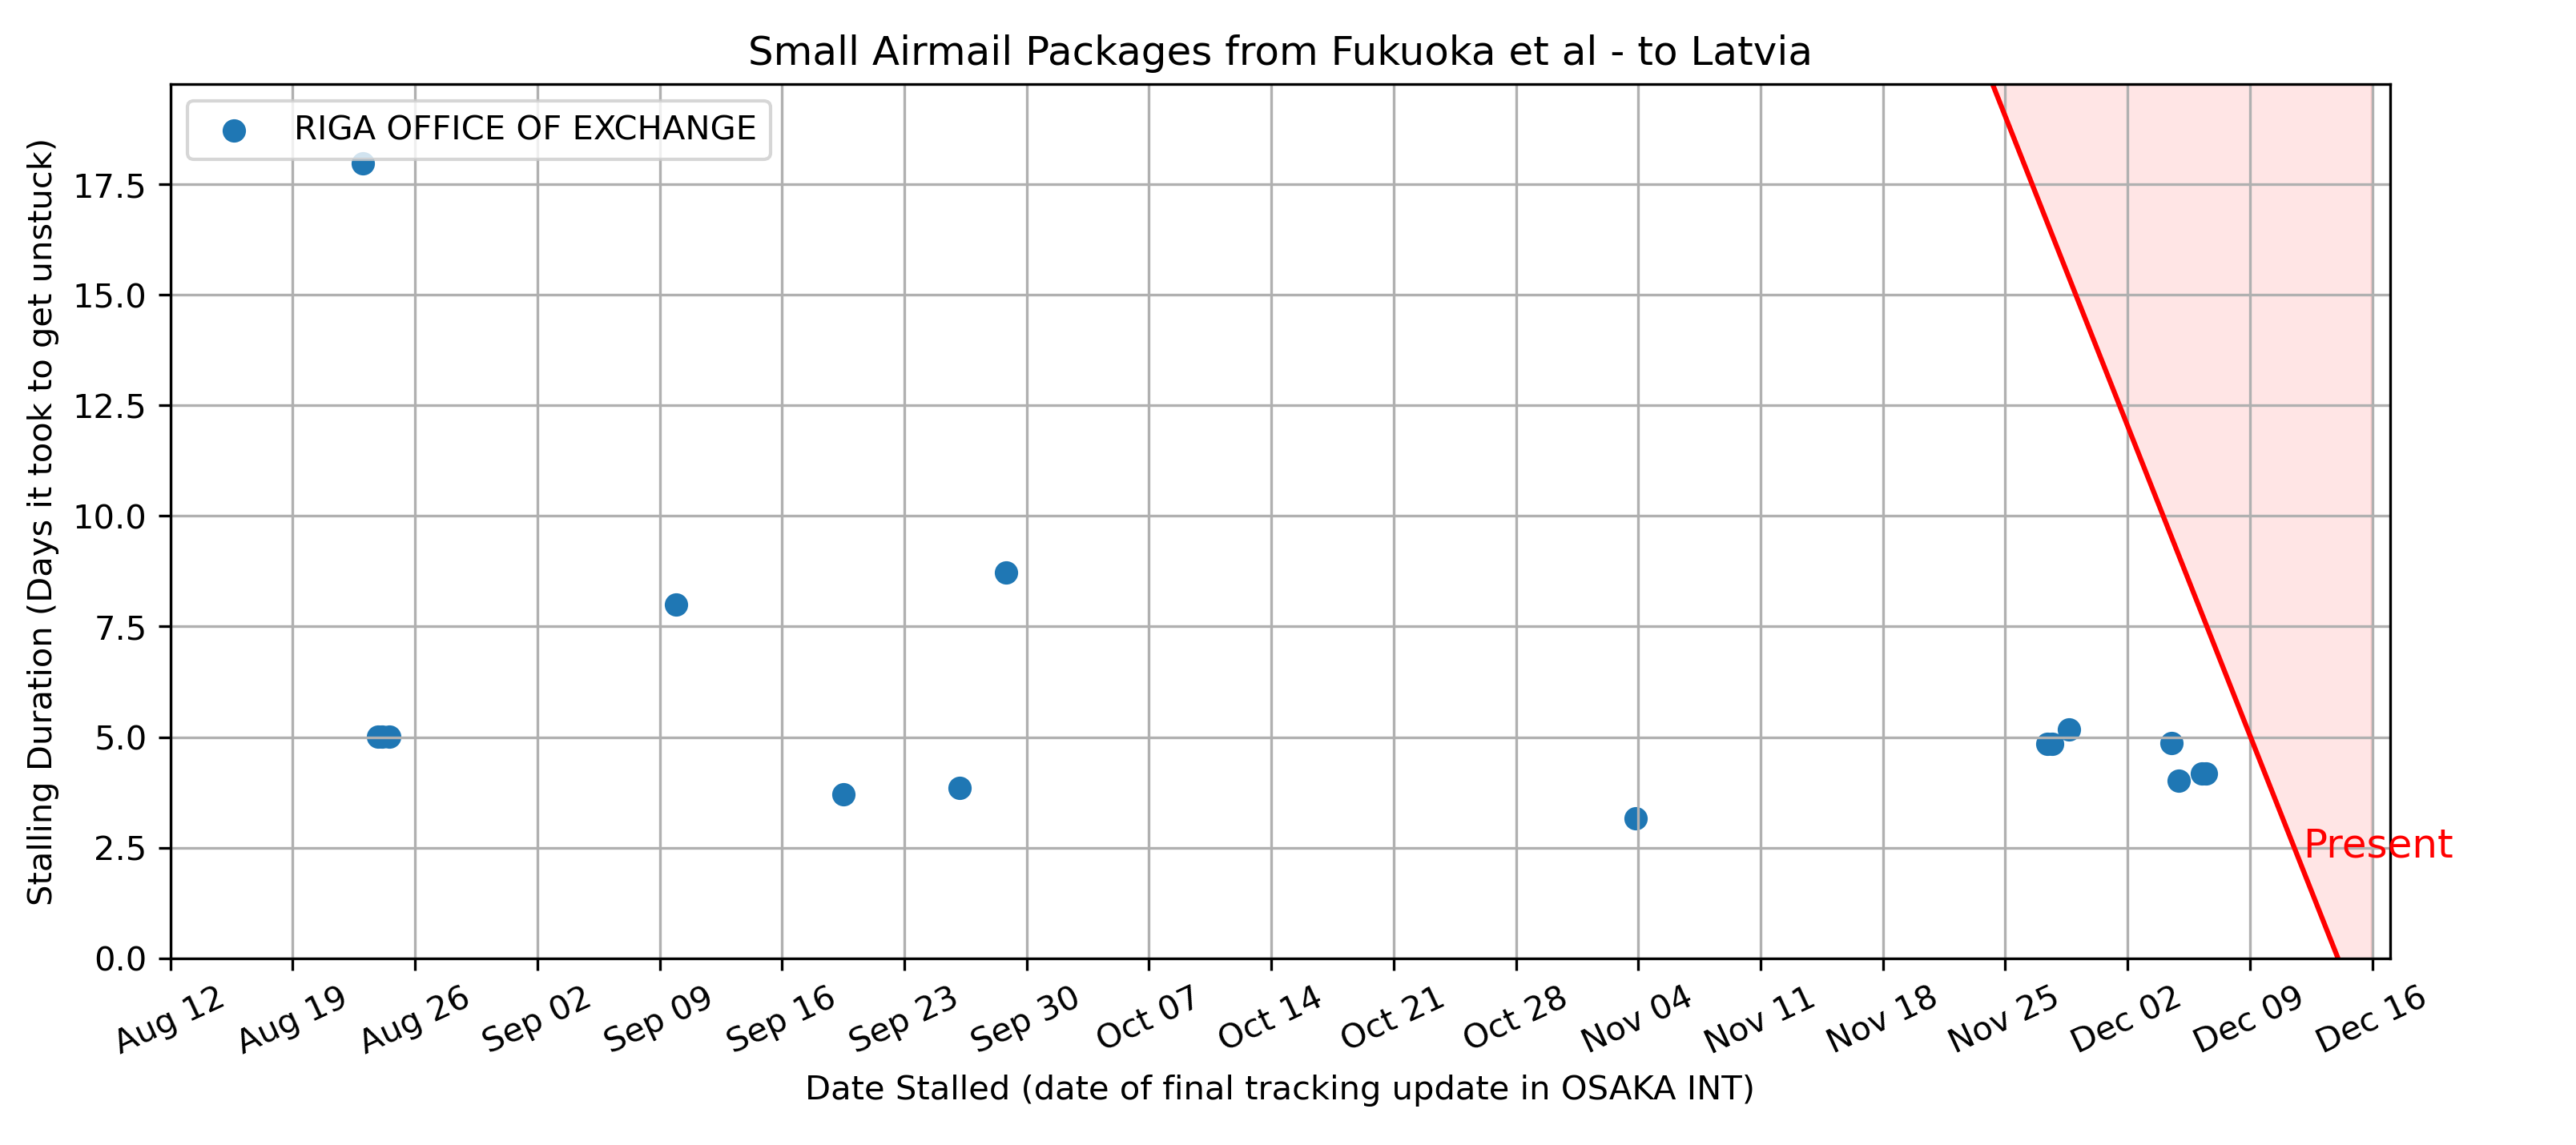 Small Airmail Packages from Fukuoka et al - to Latvia
RIGA OFFICE OF EXCHANGE
Stalling Duration (Days it took to get unstuck)
17.5
15.0
12.5
10.0
7.5
5.0
2.5
0.0
Present
Aug 12
Aug 19
Aug 26
Sep 02
Sep 09
Sep 16
Sep 23
Sep 30
Oct 07
Oct 14
Oct 21
Oct 28
Nov 04
Nov 11
Nov 18
Nov 25
Dec 02
Dec 09
Dec 16
Date Stalled (date of final tracking update in OSAKA INT)